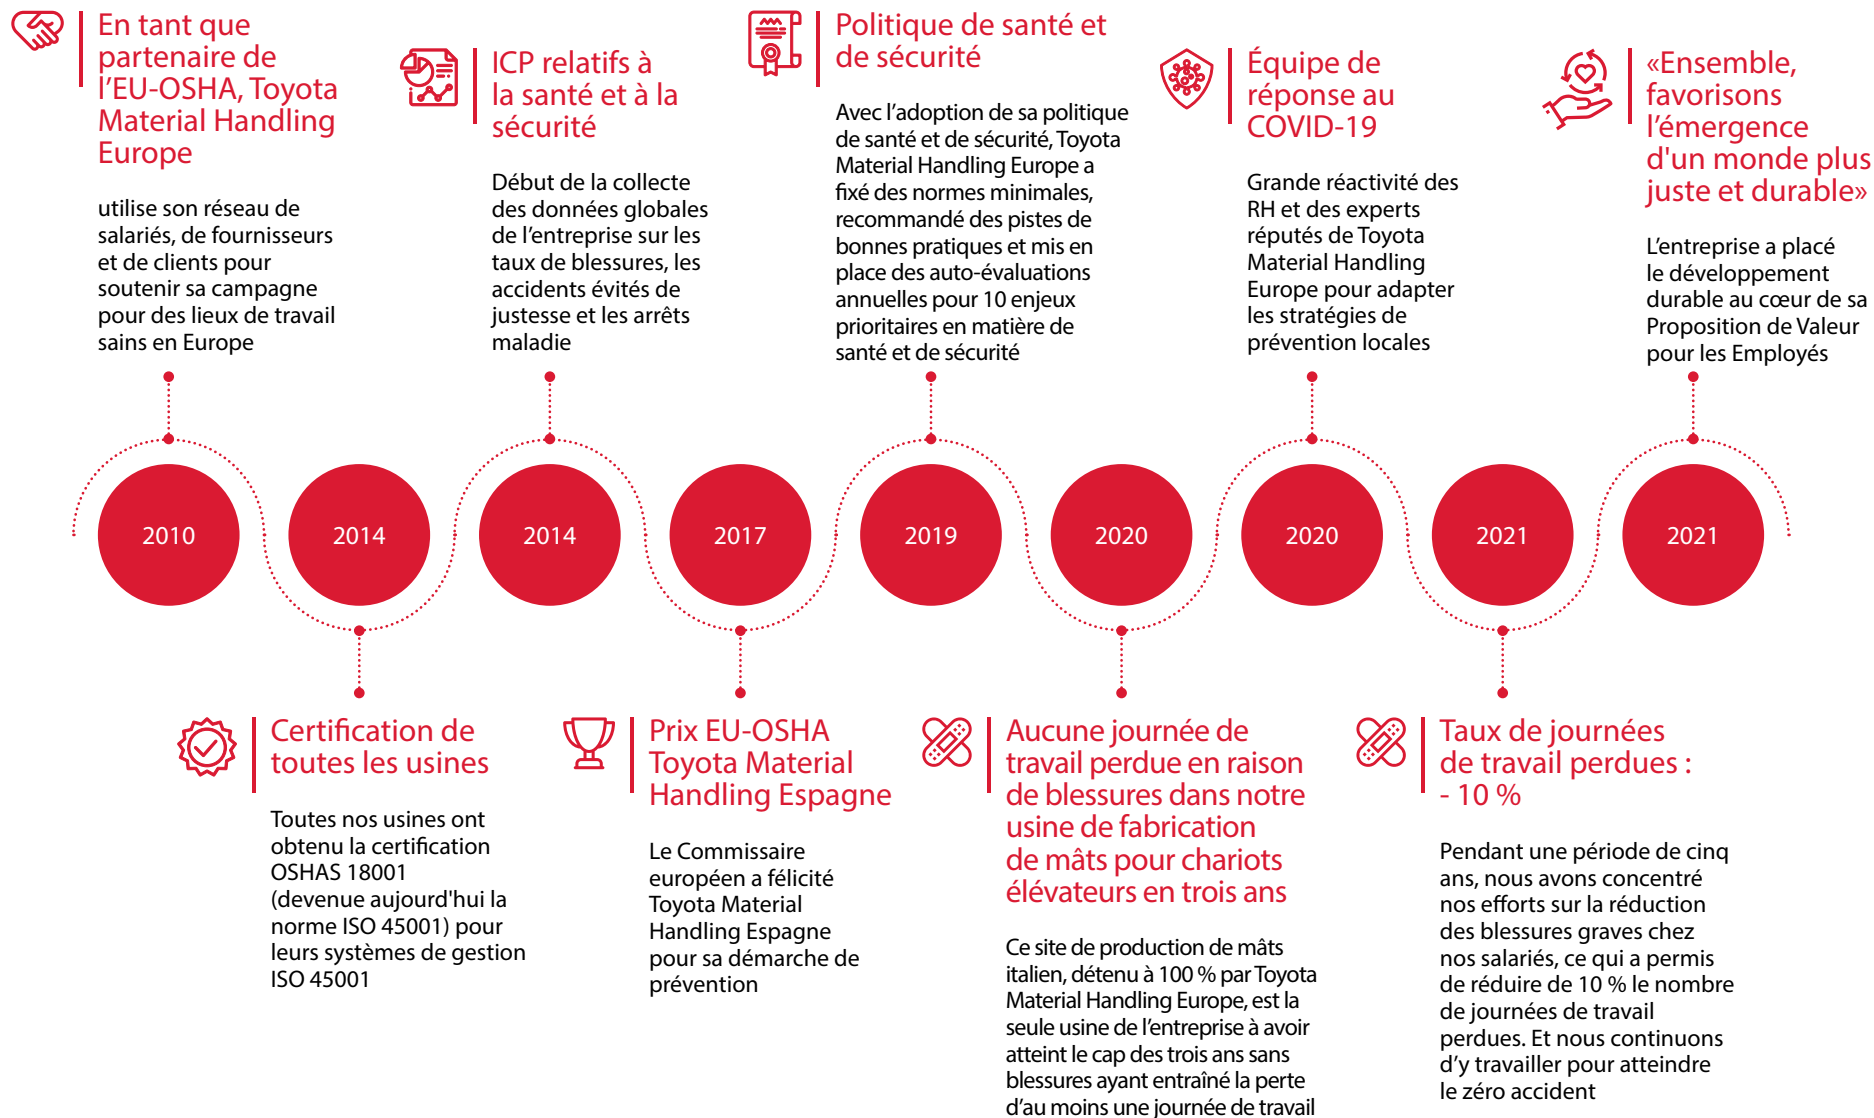 En tant que
partenaire de
l’EU-OSHA, Toyota
Material Handling
Europe
utilise son réseau de
salariés, de fournisseurs
et de clients pour
soutenir sa campagne
pour des lieux de travail
sains en Europe
ICP relatifs à
la santé et à la
sécurité
Début de la collecte
des données globales
de l’entreprise sur les
taux de blessures, les
accidents évités de
justesse et les arrêts
maladie
Politique de santé et
de sécurité
Avec l’adoption de sa politique
de santé et de sécurité, Toyota
Material Handling Europe a
fixé des normes minimales,
recommandé des pistes de
bonnes pratiques et mis en
place des auto-évaluations
annuelles pour 10 enjeux
prioritaires en matière de
santé et de sécurité
Équipe de
réponse au
COVID-19
Grande réactivité des
RH et des experts
réputés de Toyota
Material Handling
Europe pour adapter
les stratégies de
prévention locales
«Ensemble,
favorisons
l’émergence
d'un monde plus
juste et durable»
L’entreprise a placé
le développement
durable au cœur de sa
Proposition de Valeur
pour les Employés
2010
2014
2014
2017
2019
2020
2020
2021
2021
Certification de
toutes les usines
Toutes nos usines ont
obtenu la certification
OSHAS 18001
(devenue aujourd'hui la
norme ISO 45001) pour
leurs systèmes de gestion
ISO 45001
Prix EU-OSHA
Toyota Material
Handling Espagne
Le Commissaire
européen a félicité
Toyota Material
Handling Espagne
pour sa démarche de
prévention
Aucune journée de
travail perdue en raison
de blessures dans notre
usine de fabrication
de mâts pour chariots
élévateurs en trois ans
Ce site de production de mâts
italien, détenu à 100 % par Toyota
Material Handling Europe, est la
seule usine de l’entreprise à avoir
atteint le cap des trois ans sans
blessures ayant entraîné la perte
d’au moins une journée de travail
Taux de journées
de travail perdues :
- 10 %
Pendant une période de cinq
ans, nous avons concentré
nos efforts sur la réduction
des blessures graves chez
nos salariés, ce qui a permis
de réduire de 10 % le nombre
de journées de travail
perdues. Et nous continuons
d’y travailler pour atteindre
le zéro accident